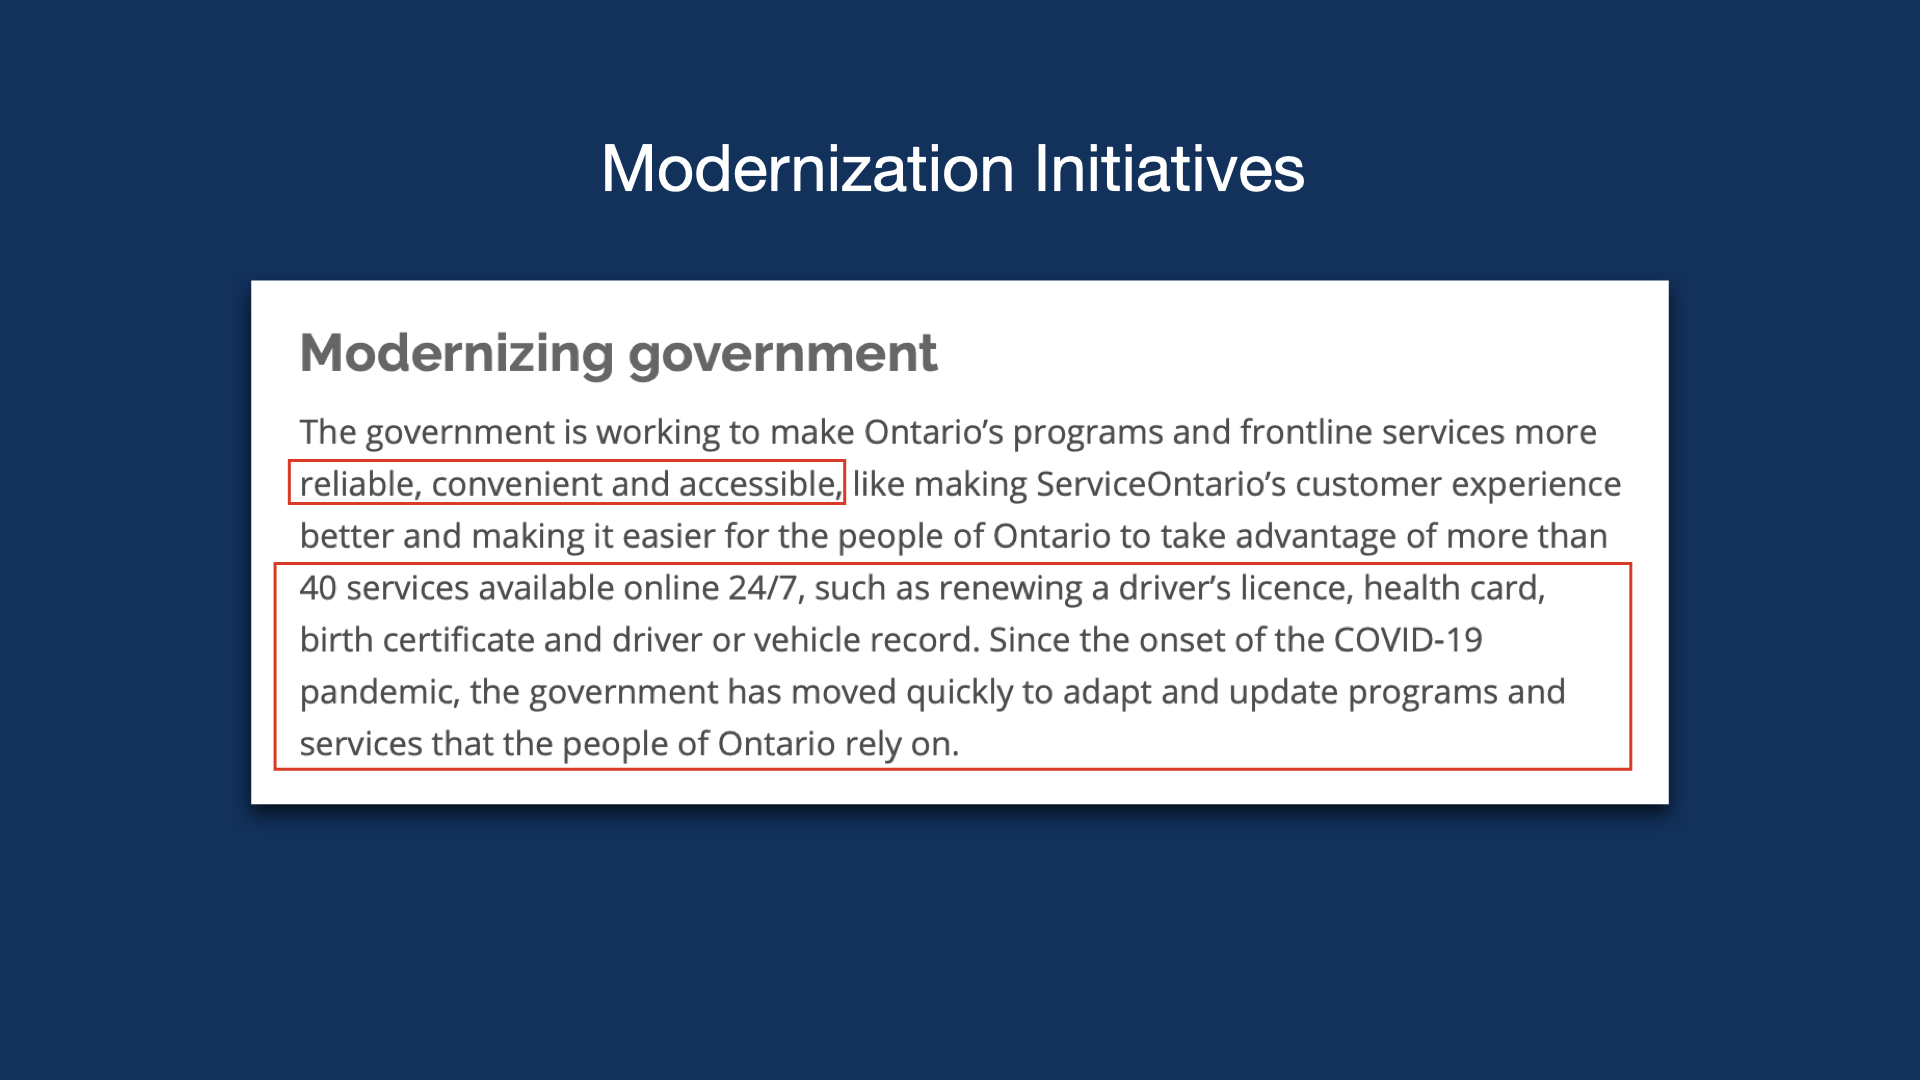 Modernization Initiatives
Modernizing government
The government is working to make Ontario’s programs and frontline services more
reliable, convenient and accessible, like making ServiceOntario’s customer experience
better and making it easier for the people of Ontario to take advantage of more than
40 services available online 24/7, such as renewing a driver’s licence, health card,
birth certificate and driver or vehicle record. Since the onset of the COVID-19
pandemic, the government has moved quickly to adapt and update programs and
services that the people of Ontario rely on.